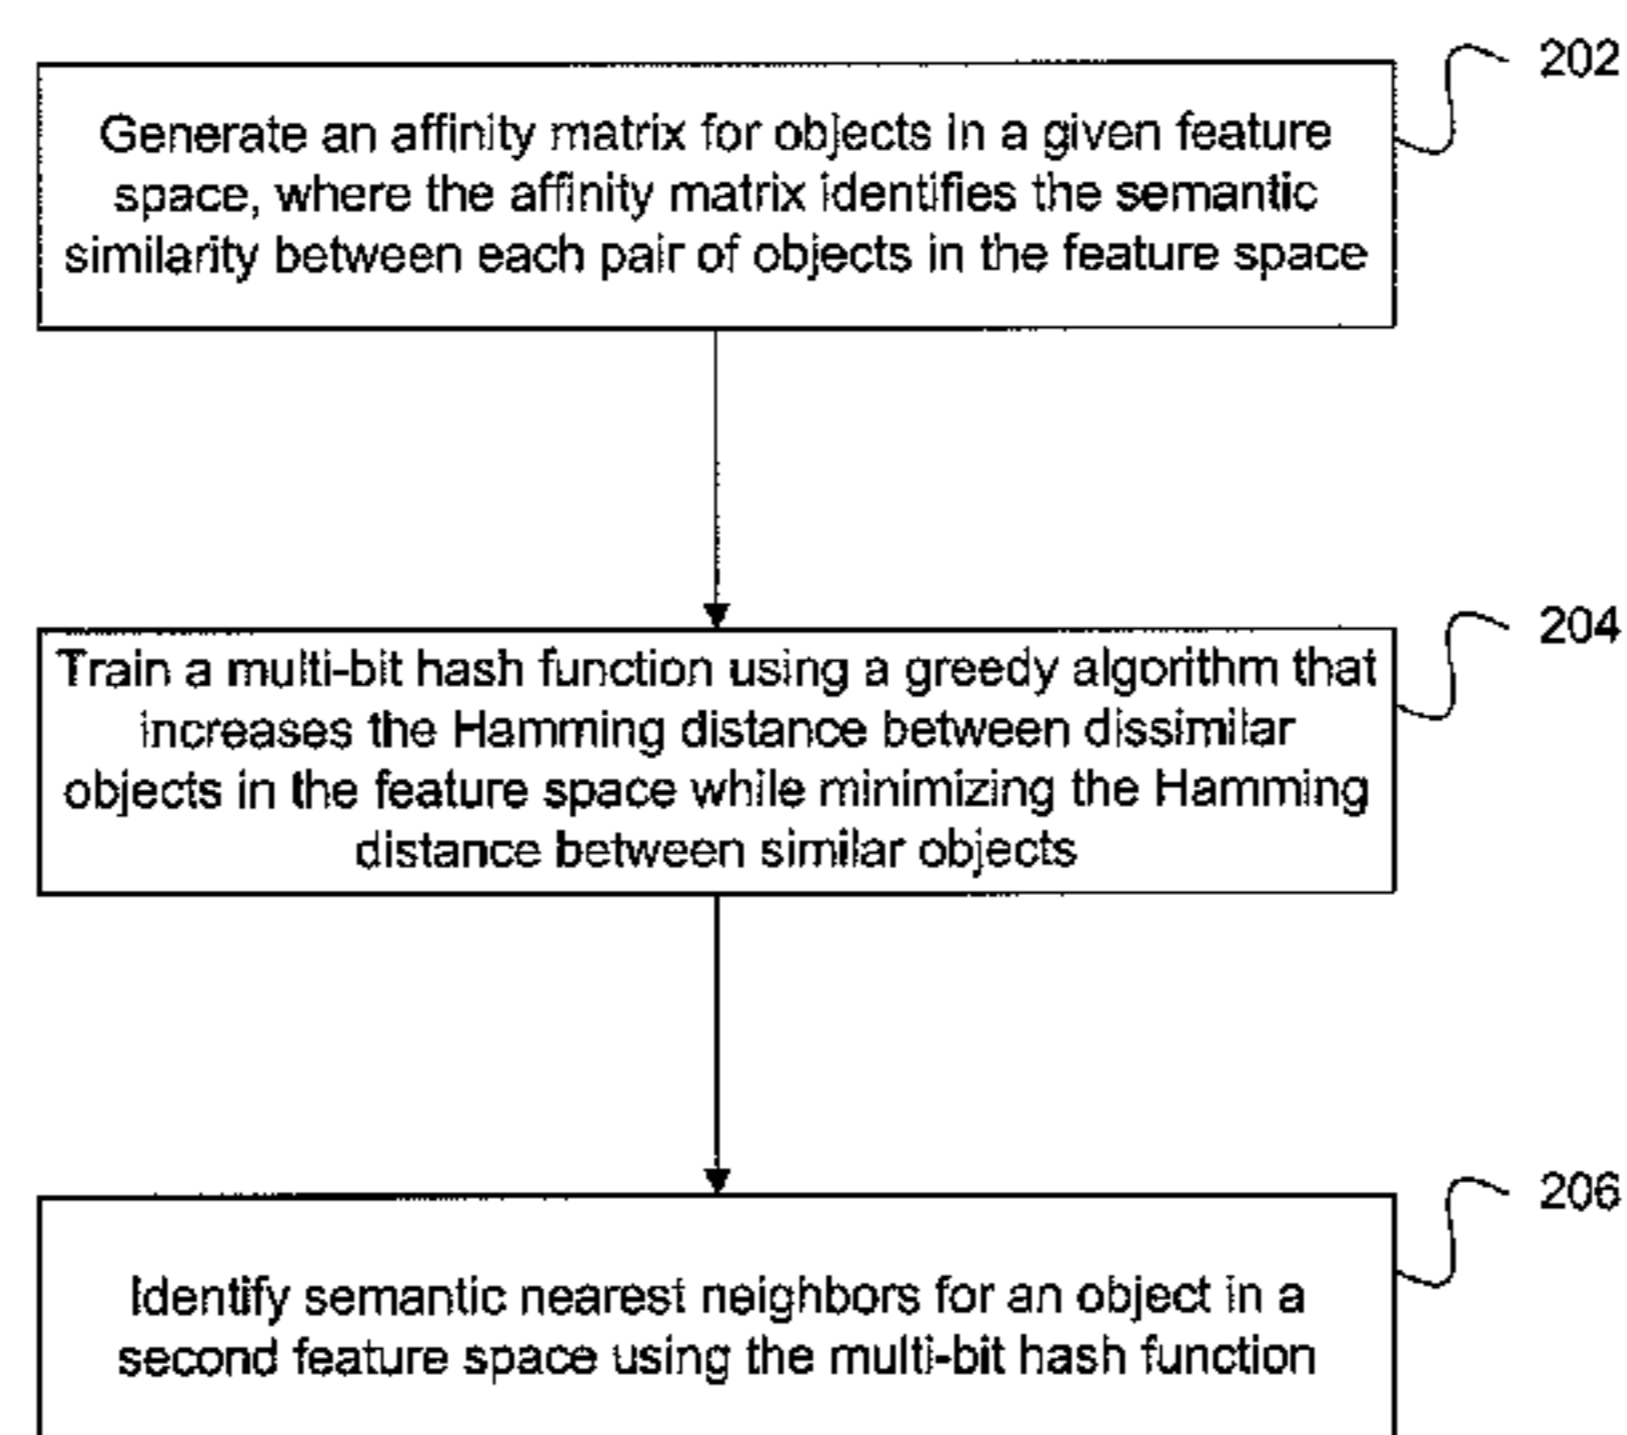 202
Generate an affinity matrix for objects in a given feature
space, where the affinity matrix identifies the semantic
similarity between each pair of objects in the feature space
204
Train a multi-bit hash function using a greedy algorithm that
increases the Hamming distance between dissimilar
objects in the feature space while minimizing the Hamming
distance between similar objects
206
Identify semantic nearest neighbors for an object in a
second feature space using the multi-bit hash function